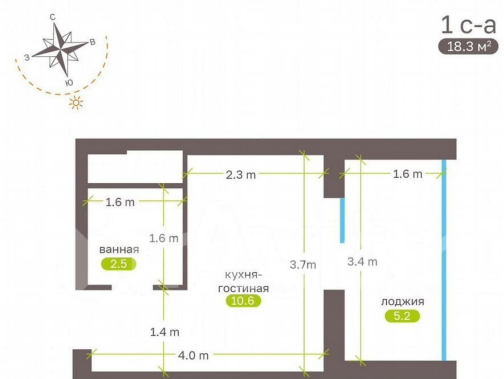 С
В
З
Ю
1 с-а
18.3 м²
2.3 m
1.6 m
1.6 m
1.6 m
ванная
2.5
3.7m
3.4 m
кухня-
гостиная
10.6
лоджия
5.2
1.4 m
4.0 m